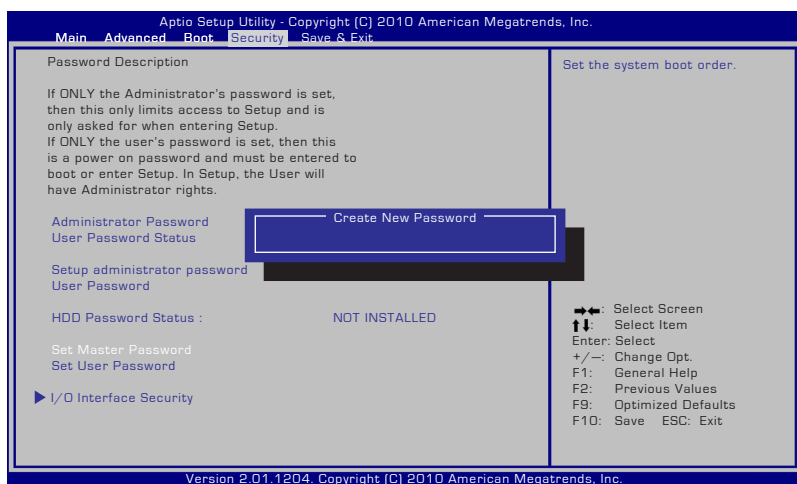 Aptio Setup Utility - Copyright (C) 2010 American Megatrends, Inc.
Main Advanced Boot Security Save & Exit
Password Description
If ONLY the Administrator's password is set,
then this only limits access to Setup and is
only asked for when entering Setup.
If ONLY the user's password is set, then this
is a power on password and must be entered to
boot or enter Setup. In Setup, the User will
have Administrator rights.
Administrator Password
User Password Status
Create New Password
Setup administrator password
User Password
HDD Password Status : NOT INSTALLED
Set Master Password
Set User Password
I/O Interface Security
Set the system boot order.
→←: Select Screen
↑↓: Select Item
Enter: Select
+/—: Change Opt.
F1: General Help
F2: Previous Values
F9: Optimized Defaults
F10: Save ESC: Exit
Version 2.01.1204. Copyright (C) 2010 American Megatrends, Inc.